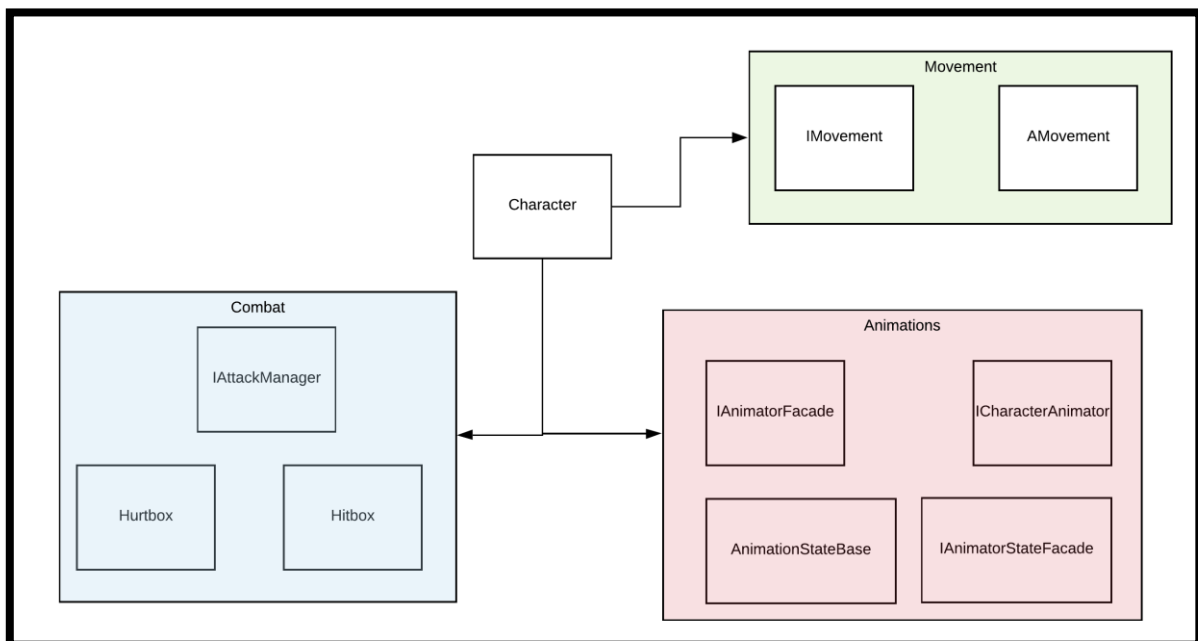 Movement
IMovement
AMovement
Character
Combat
IAttackManager
Hurtbox
Hitbox
Animations
IAnimatorFacade
ICharacterAnimator
AnimationStateBase
IAnimatorStateFacade